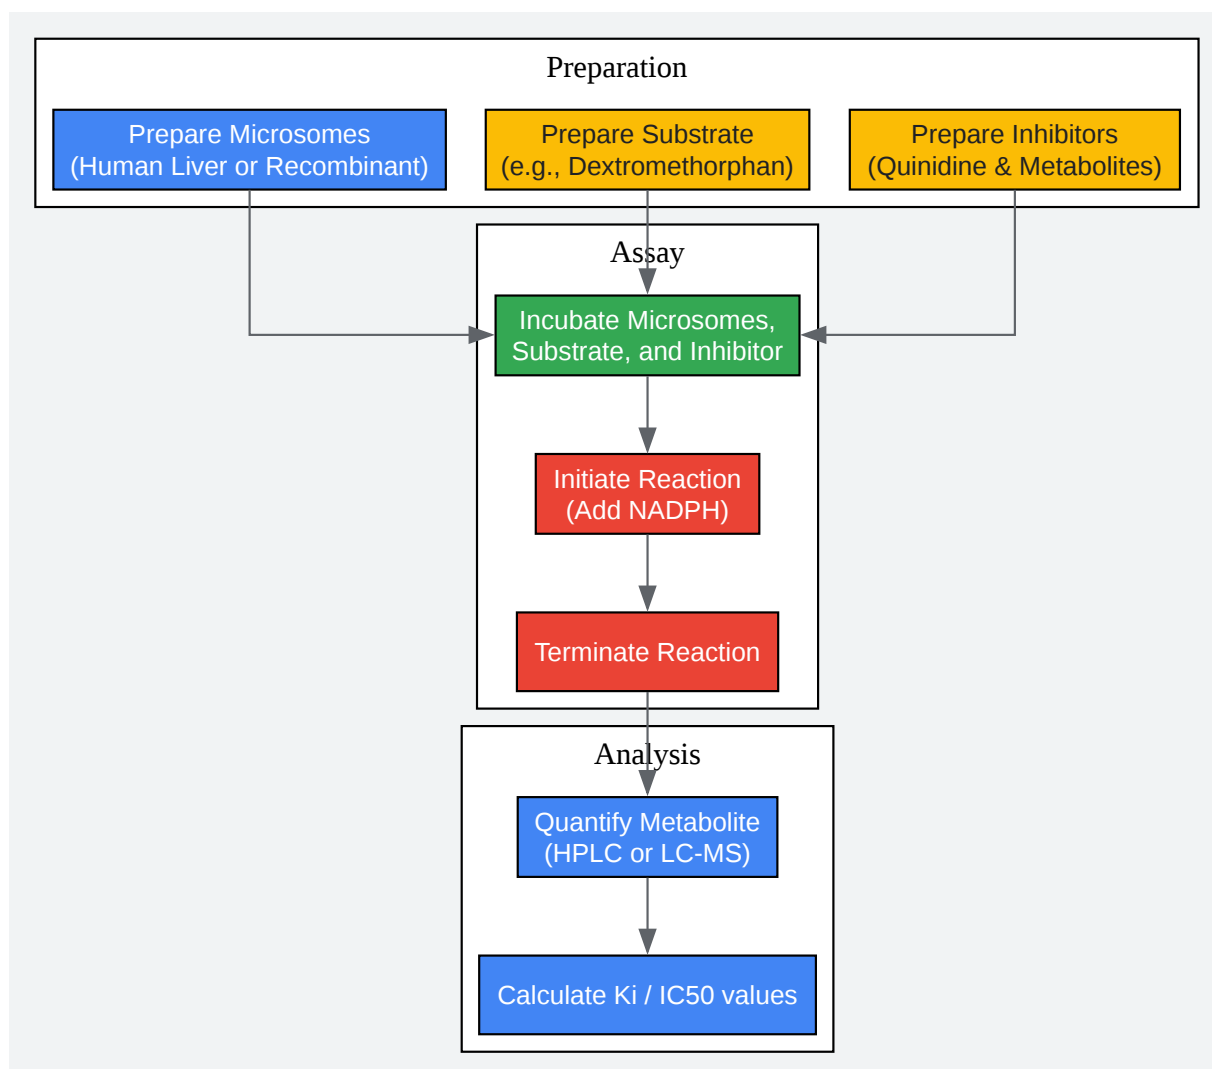 Preparation
Prepare Microsomes
(Human Liver or Recombinant)
Prepare Substrate
(e.g., Dextromethorphan)
Prepare Inhibitors
(Quinidine & Metabolites)
Assay
Incubate Microsomes,
Substrate, and Inhibitor
Initiate Reaction
(Add NADPH)
Terminate Reaction
Analysis
Quantify Metabolite
(HPLC or LC-MS)
Calculate Ki / IC50 values